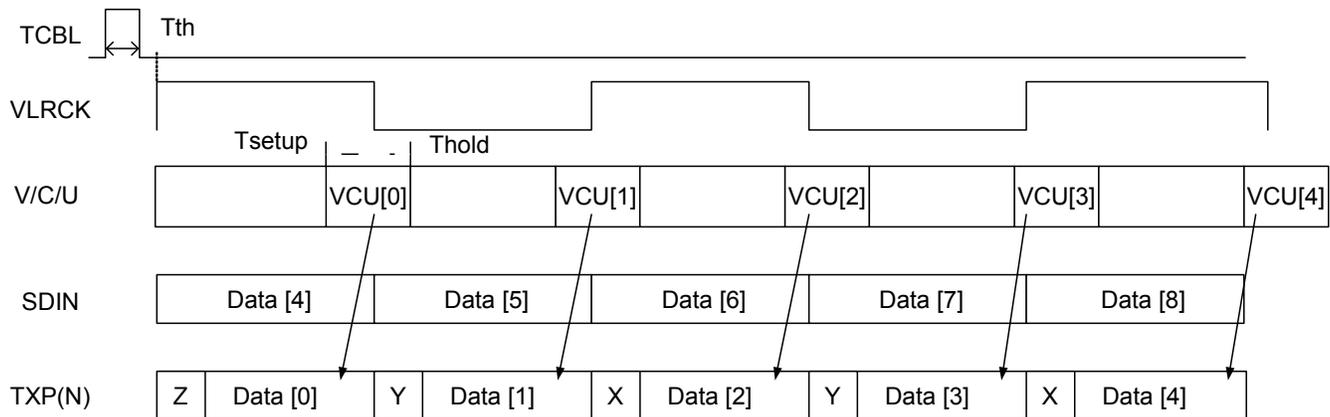 TCBL
Tth
VLRCK
Tsetup Thold
V/C/U VCU[0] VCU[1] VCU[2] VCU[3] VCU[4]
SDIN Data [4] Data [5] Data [6] Data [7] Data [8]
TXP(N) Z Data [0] Y Data [1] X Data [2] Y Data [3] X Data [4]